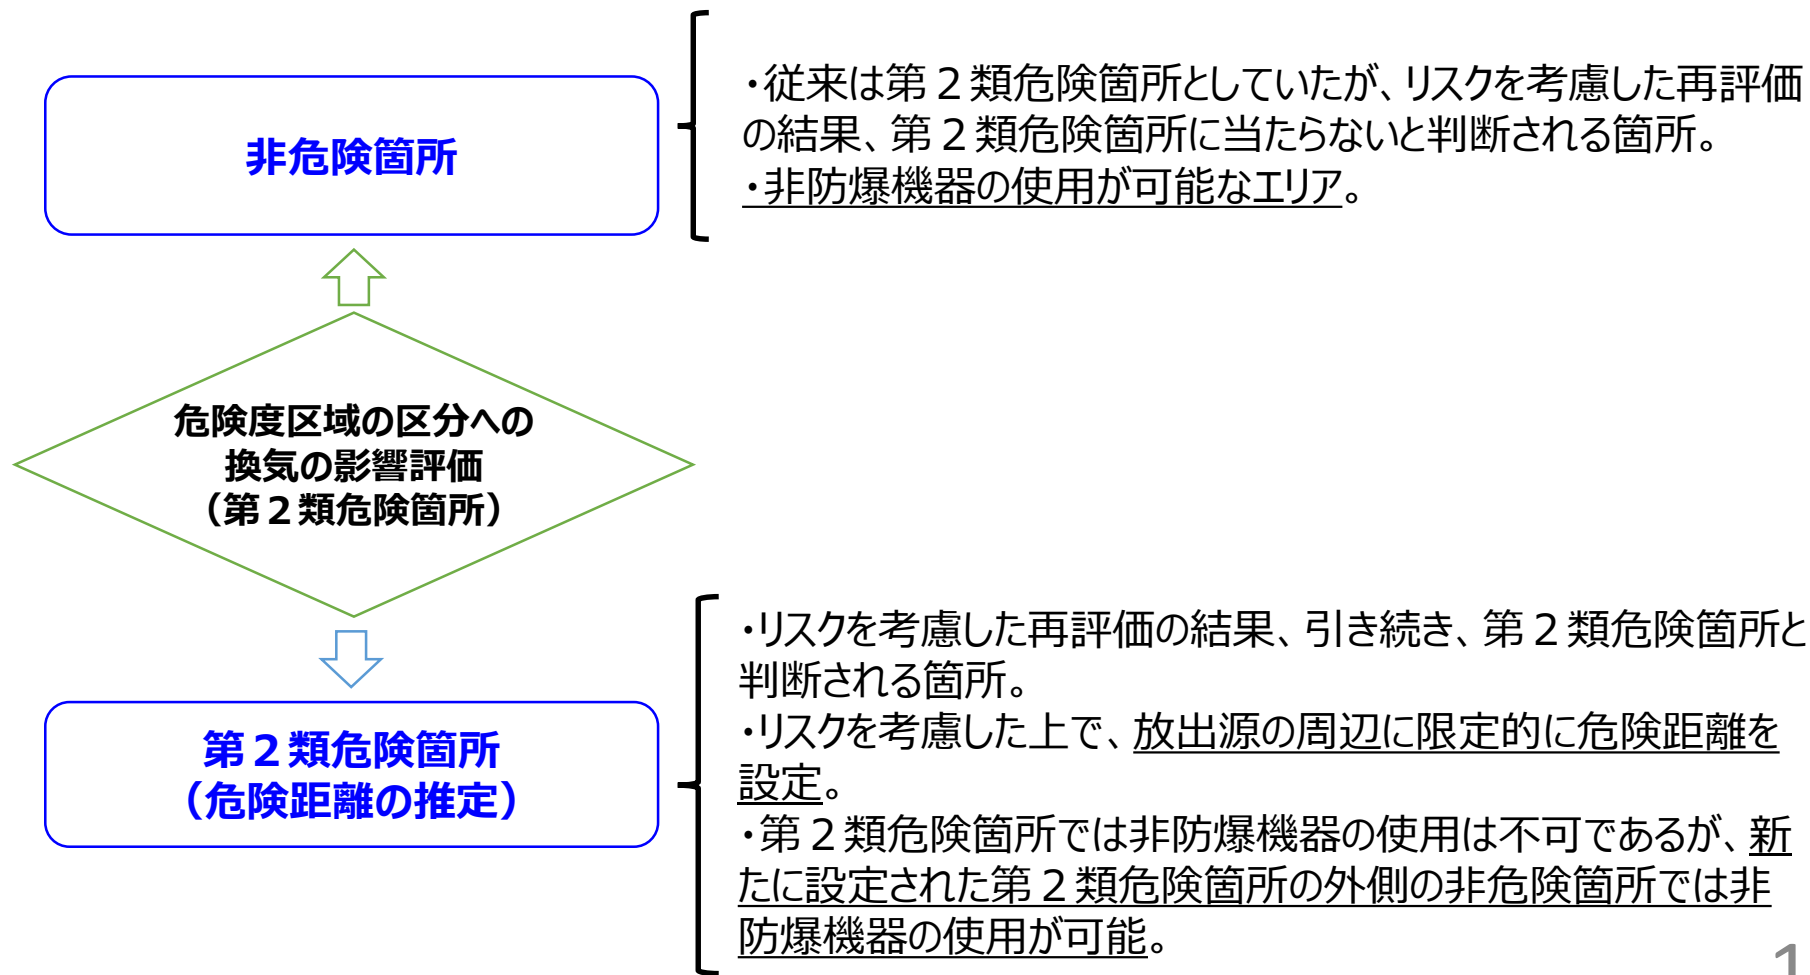 非危険箇所
・従来は第２類危険箇所としていたが、リスクを考慮した再評価
の結果、第２類危険箇所に当たらないと判断される箇所。
・非防爆機器の使用が可能なエリア。
危険度区域の区分への
換気の影響評価
（第２類危険箇所）
第２類危険箇所
（危険距離の推定）
・リスクを考慮した再評価の結果、引き続き、第２類危険箇所と
判断される箇所。
・リスクを考慮した上で、放出源の周辺に限定的に危険距離を
設定。
・第２類危険箇所では非防爆機器の使用は不可であるが、新
たに設定された第２類危険箇所の外側の非危険箇所では非
防爆機器の使用が可能。
1